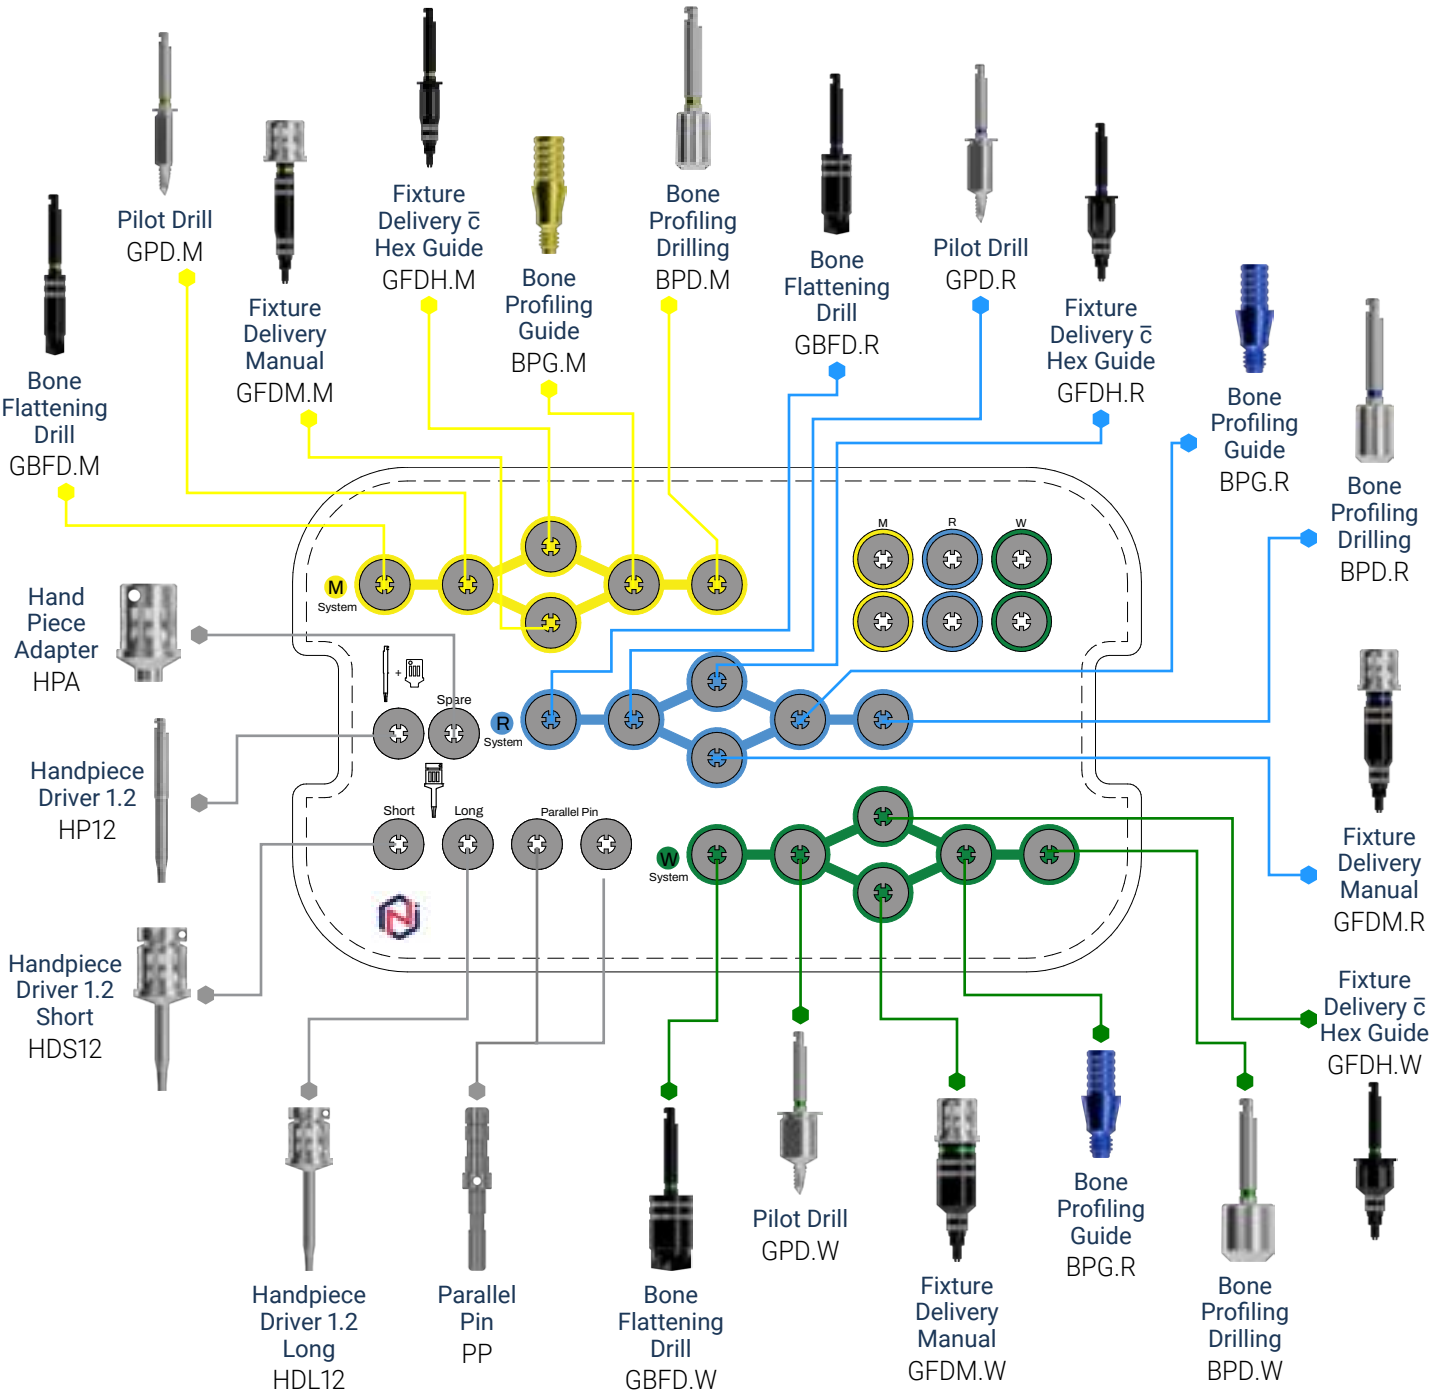 Pilot Drill
GPD.M
Fixture
Delivery
Manual
GFDM.M
Fixture
Delivery c̅
Hex Guide
GFDH.M
Bone
Profiling
Guide
BPG.M
Bone
Profiling
Drilling
BPD.M
Bone
Flattening
Drill
GBFD.R
Pilot Drill
GPD.R
Fixture
Delivery c̅
Hex Guide
GFDH.R
Bone
Profiling
Guide
BPG.R
Bone
Profiling
Drilling
BPD.R
Bone
Flattening
Drill
GBFD.M
M
System
M
R
W
Hand
Piece
Adapter
HPA
+
Spare
R
System
Handpiece
Driver 1.2
HP12
Short
Long
Parallel Pin
W
System
Fixture
Delivery
Manual
GFDM.R
Handpiece
Driver 1.2
Short
HDS12
Fixture
Delivery c̅
Hex Guide
GFDH.W
Handpiece
Driver 1.2
Long
HDL12
Parallel
Pin
PP
Bone
Flattening
Drill
GBFD.W
Pilot Drill
GPD.W
Fixture
Delivery
Manual
GFDM.W
Bone
Profiling
Guide
BPG.R
Bone
Profiling
Drilling
BPD.W